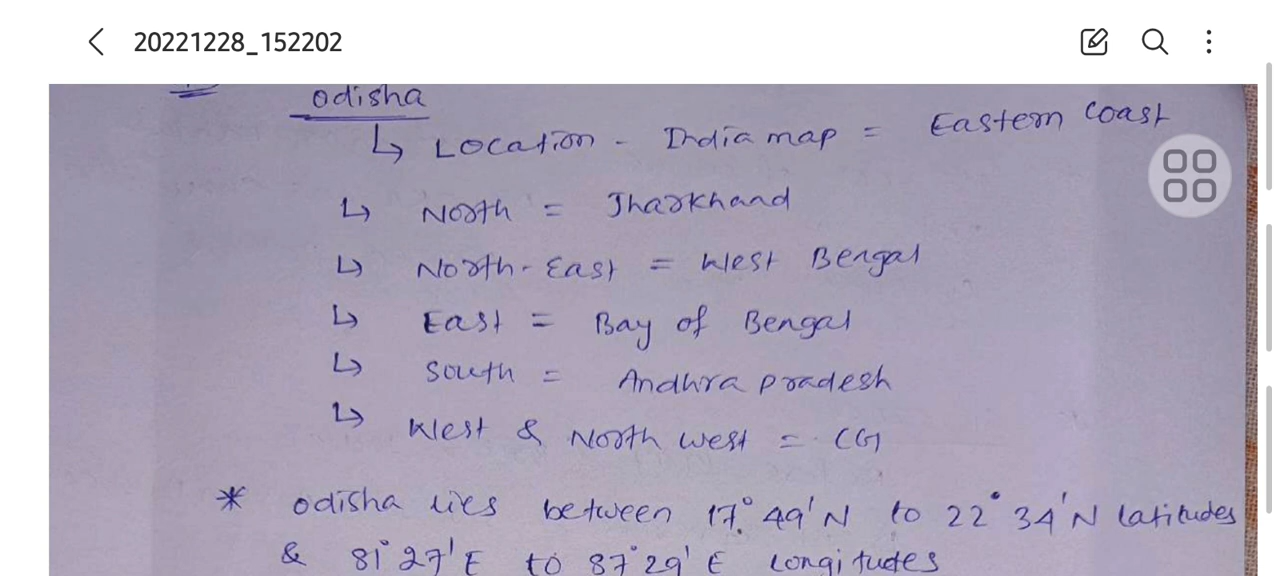 20221228_152202
Odisha
↳ Location - India map = Eastern Coast
↳ North = Jharkhand
↳ North-East = West Bengal
↳ East = Bay of Bengal
↳ South = Andhra Pradesh
↳ West & North west = CG
* Odisha lies between 17° 49' N to 22° 34' N latitudes
& 81° 27' E to 87° 29' E longitudes